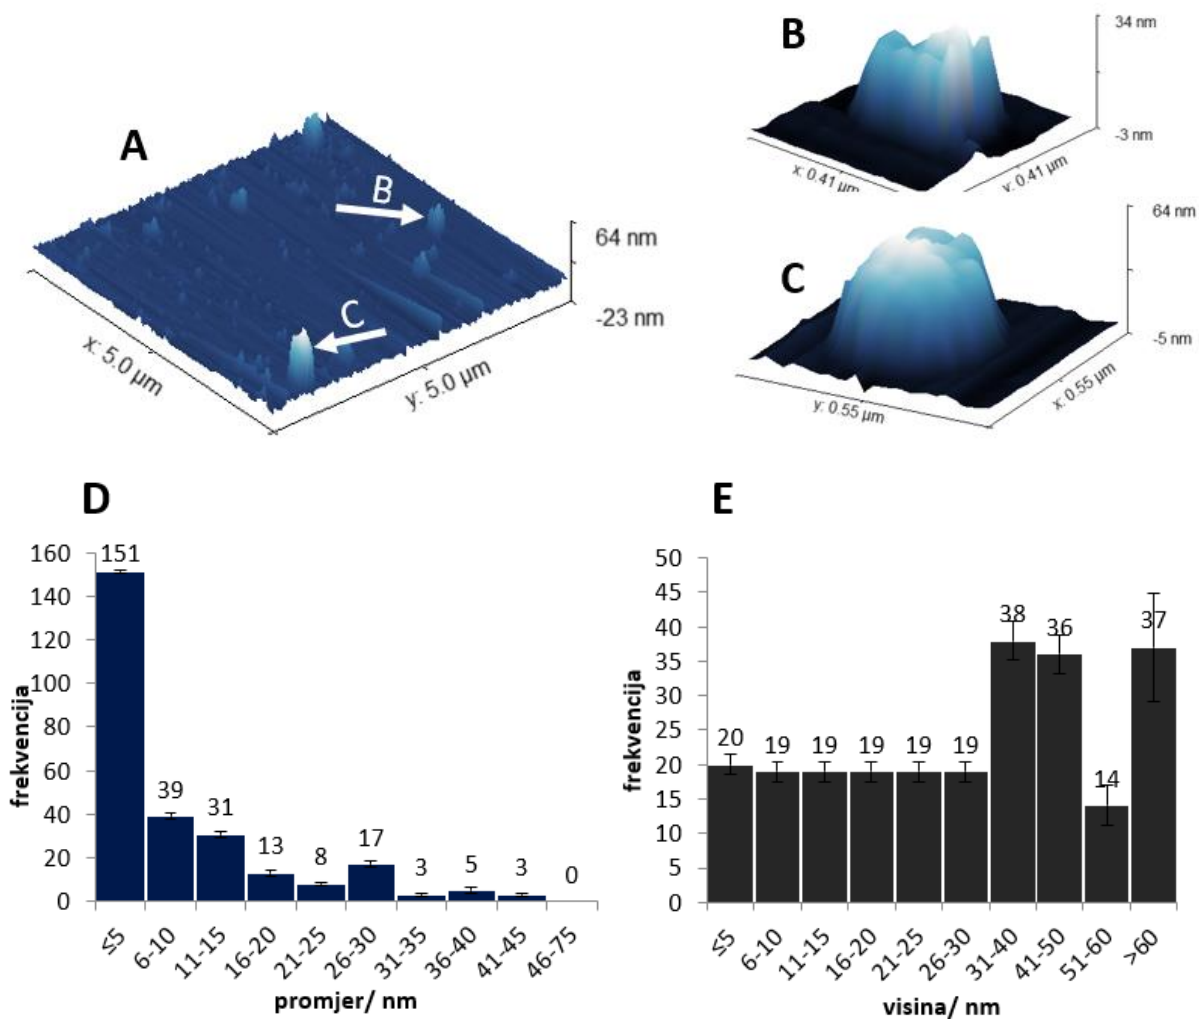 A
B
C
64 nm
-23 nm
x: 5.0 µm
y: 5.0 µm
B
34 nm
-3 nm
x: 0.41 µm
y: 0.41 µm
C
64 nm
-5 nm
y: 0.55 µm
x: 0.55 µm
D
frekvencija
160
140
120
100
80
60
40
20
0
151
39
31
13
8
17
3
5
3
0
≤5
6-10
11-15
16-20
21-25
26-30
31-35
36-40
41-45
46-75
promjer/ nm
E
frekvencija
50
45
40
35
30
25
20
15
10
5
0
20
19
19
19
19
19
38
36
14
37
≤5
6-10
11-15
16-20
21-25
26-30
31-40
41-50
51-60
>60
visina/ nm